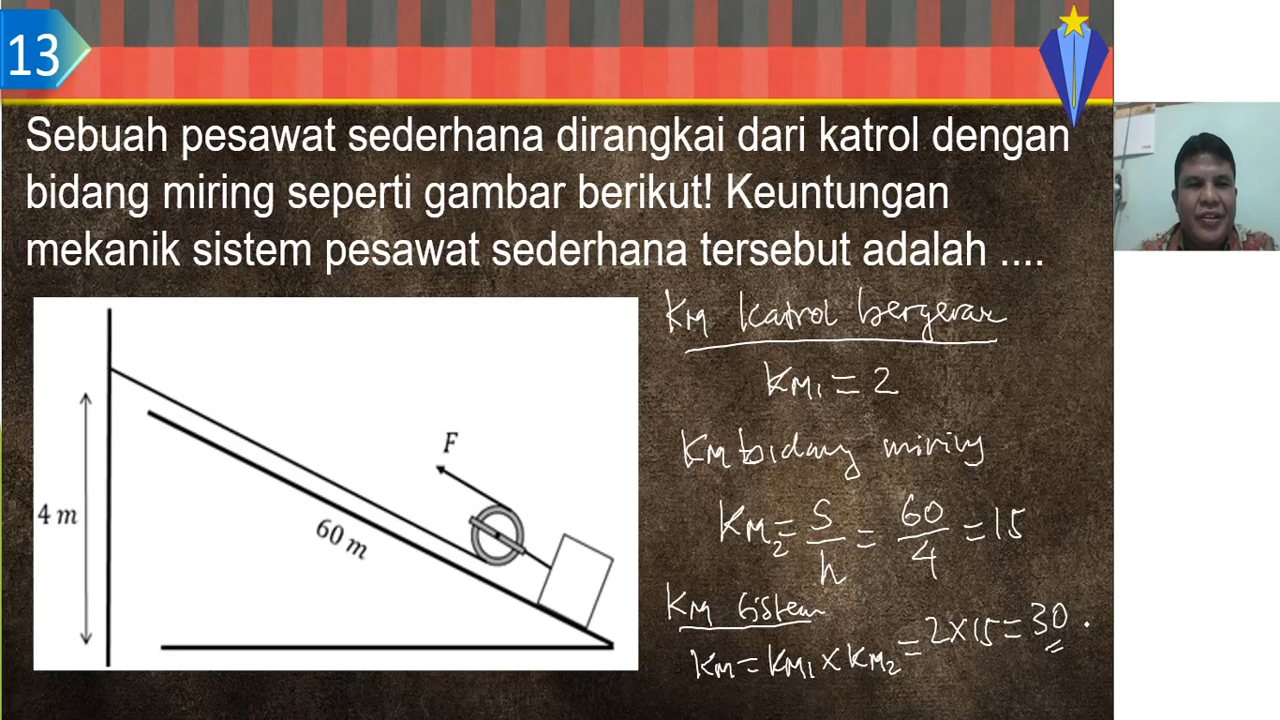 13
Sebuah pesawat sederhana dirangkai dari katrol dengan
bidang miring seperti gambar berikut! Keuntungan
mekanik sistem pesawat sederhana tersebut adalah ....
KM Katrol bergerak
KM₁ = 2
KM bidang miring
KM₂ = S/h = 60/4 = 15
KM Sistem
KM = KM₁ × KM₂ = 2 × 15 = 30.
F
4 m
60 m